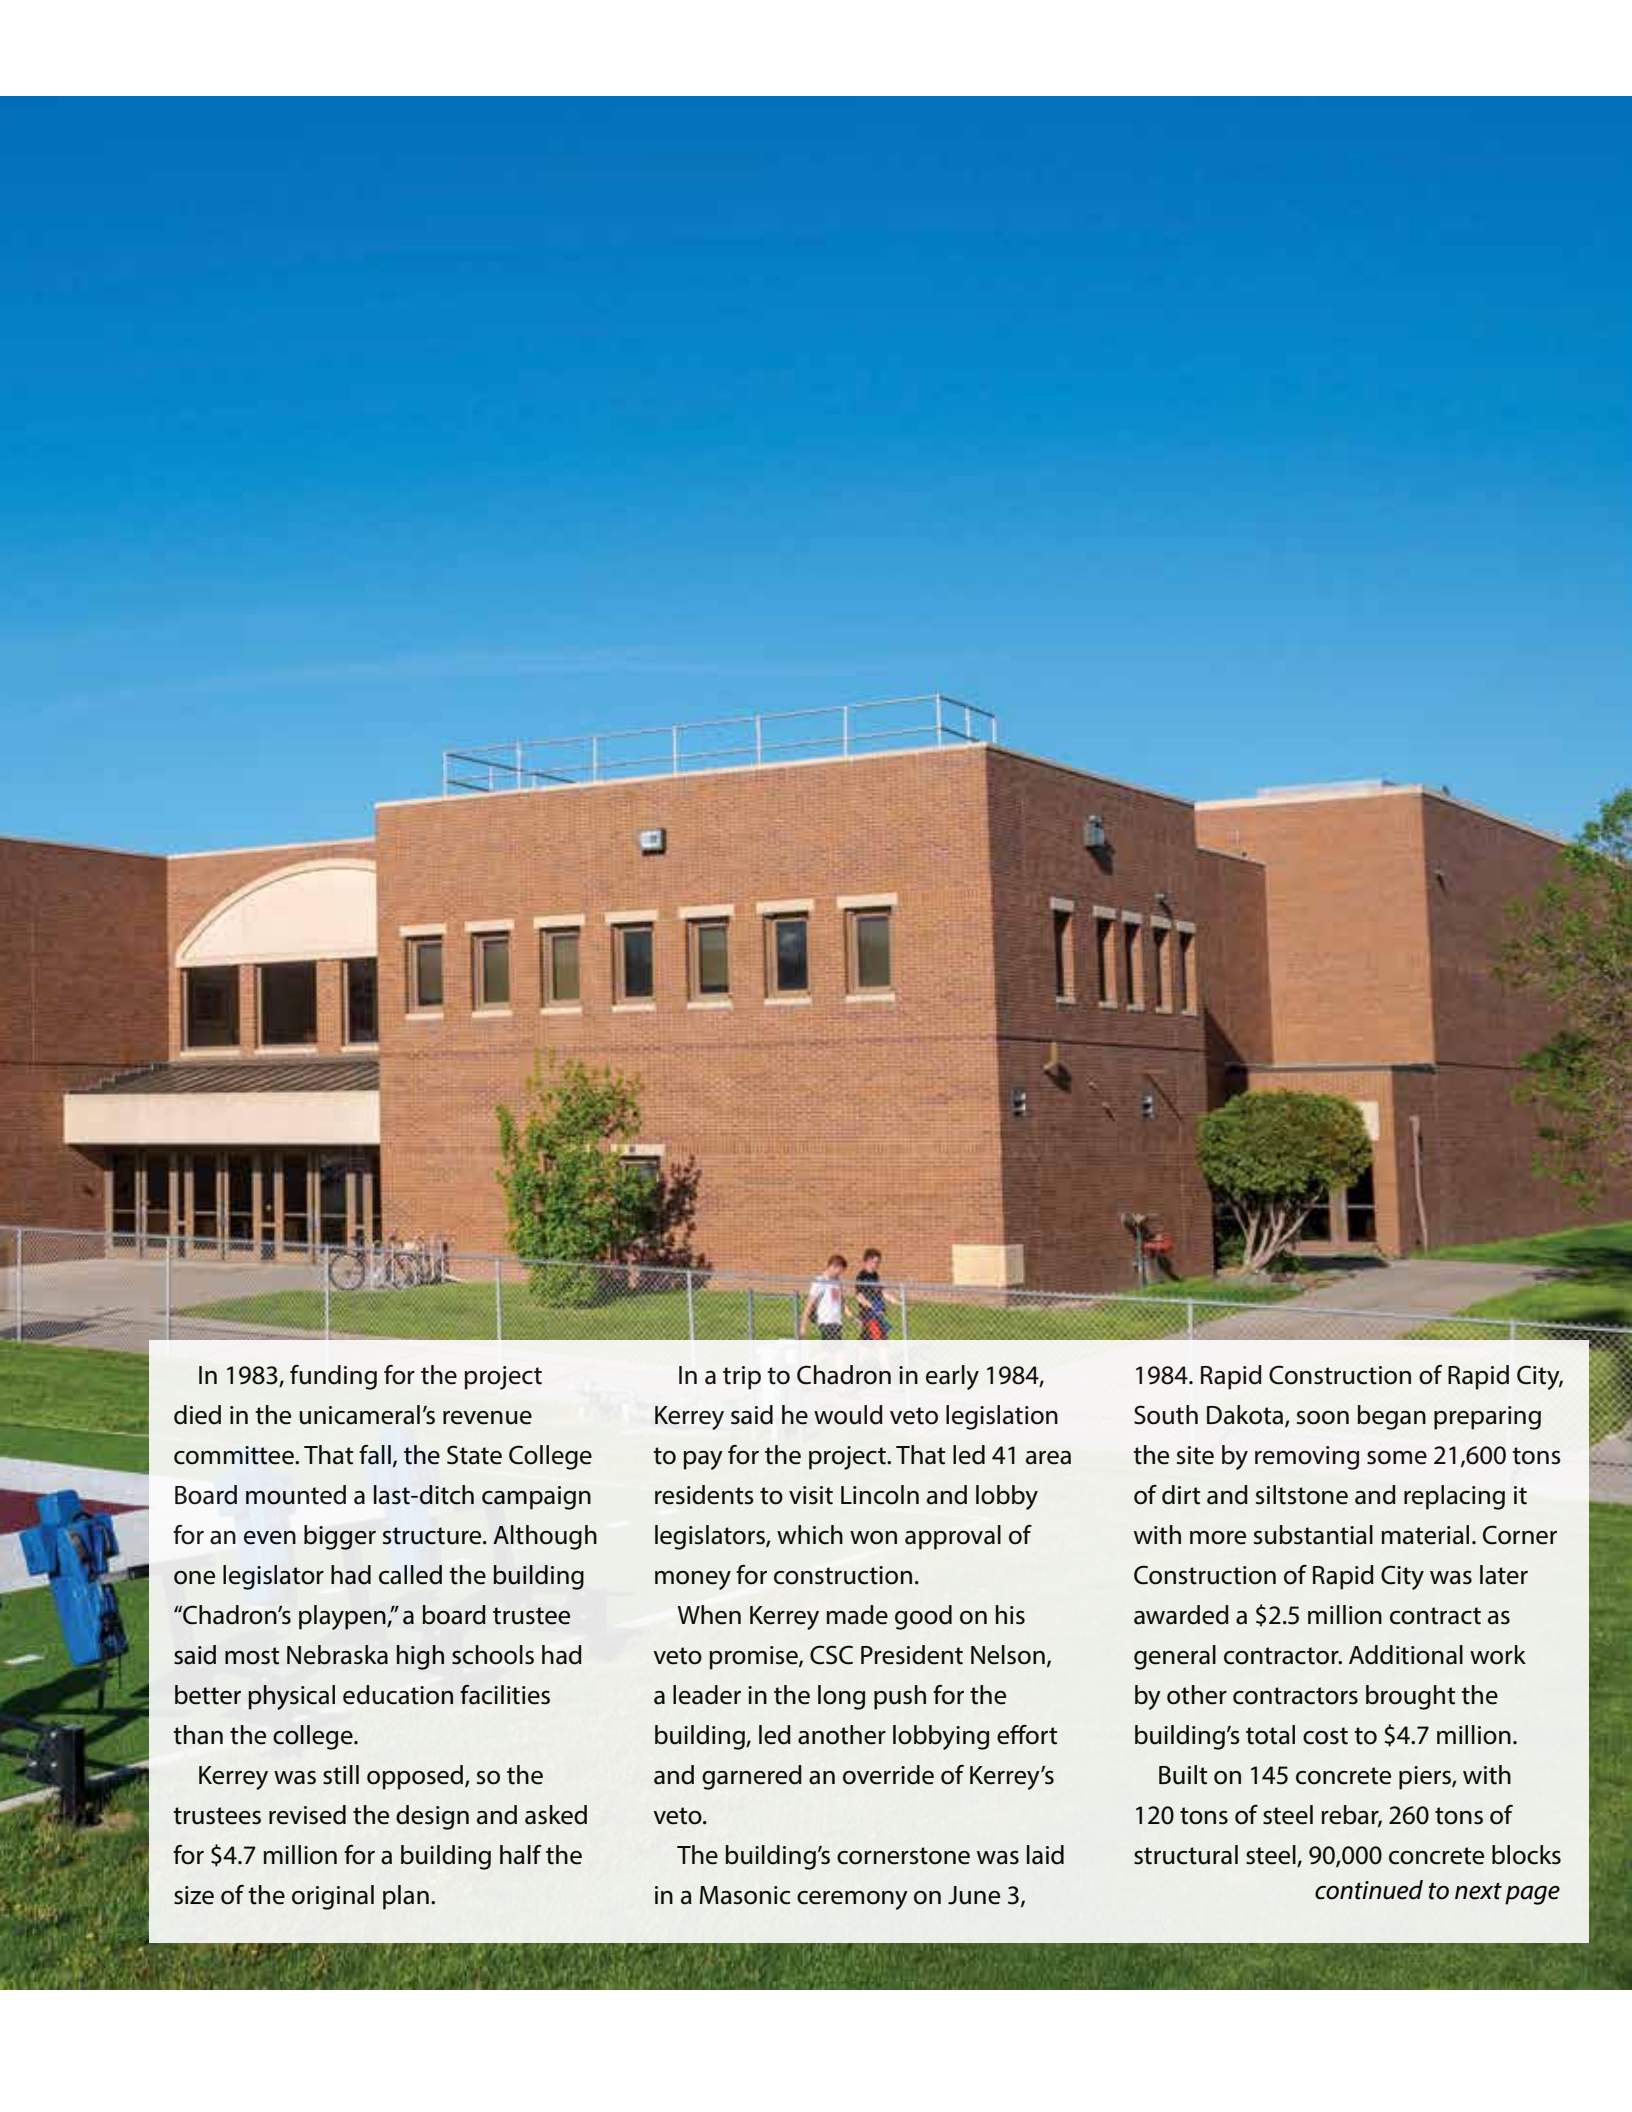 In 1983, funding for the project
died in the unicameral’s revenue
committee. That fall, the State College
Board mounted a last-ditch campaign
for an even bigger structure. Although
one legislator had called the building
“Chadron’s playpen,” a board trustee
said most Nebraska high schools had
better physical education facilities
than the college.
Kerrey was still opposed, so the
trustees revised the design and asked
for $4.7 million for a building half the
size of the original plan.
In a trip to Chadron in early 1984,
Kerrey said he would veto legislation
to pay for the project. That led 41 area
residents to visit Lincoln and lobby
legislators, which won approval of
money for construction.
When Kerrey made good on his
veto promise, CSC President Nelson,
a leader in the long push for the
building, led another lobbying effort
and garnered an override of Kerrey’s
veto.
The building’s cornerstone was laid
in a Masonic ceremony on June 3,
1984. Rapid Construction of Rapid City,
South Dakota, soon began preparing
the site by removing some 21,600 tons
of dirt and siltstone and replacing it
with more substantial material. Corner
Construction of Rapid City was later
awarded a $2.5 million contract as
general contractor. Additional work
by other contractors brought the
building’s total cost to $4.7 million.
Built on 145 concrete piers, with
120 tons of steel rebar, 260 tons of
structural steel, 90,000 concrete blocks
continued to next page